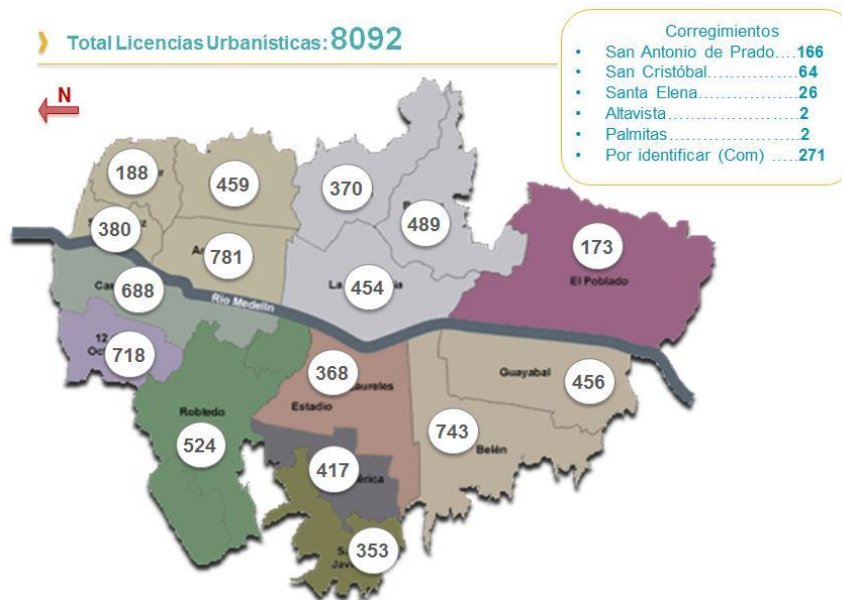 Total Licencias Urbanísticas: 8092
Corregimientos
• San Antonio de Prado....166
• San Cristóbal...............64
• Santa Elena.................26
• Altavista.......................2
• Palmitas.......................2
• Por identificar (Com) .....271
N
188
459
370
489
380
781
173
El Poblado
688
454
Río Medellín
12
718
368
Guayabal
456
Estadio
Robledo
524
743
Belén
417
353